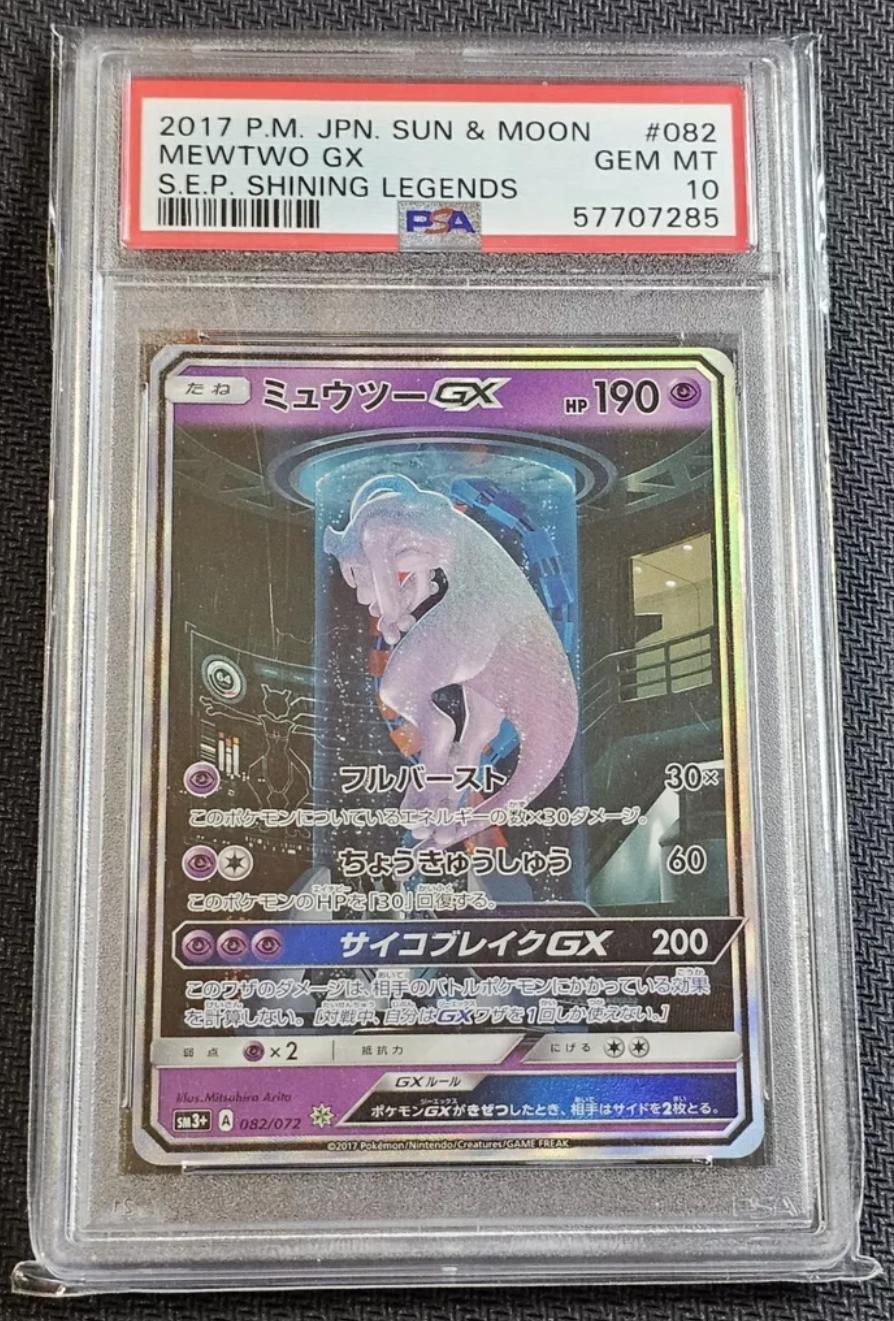 2017 P.M. JPN. SUN & MOON #082
MEWTWO GX GEM MT
S.E.P. SHINING LEGENDS 10
PSA 57707285
たね ミュウツーGX HP 190
64
フルバースト 30×
このポケモンについているエネルギーの数×30ダメージ。
ちょうきゅうしゅう 60
このポケモンのHPを「30」回復する。
サイコブレイクGX 200
このワザのダメージは、相手のバトルポケモンにかかっている効果
を計算しない。[対戦中、自分はGXワザを1回しか使えない。]
弱点 ×2 抵抗力 にげる
GXルール
Illus. Mitsuhiro Arita
ポケモンGXがきぜつしたとき、相手はサイドを2枚とる。
SM3+ A 082/072
©2017 Pokémon/Nintendo/Creatures/GAME FREAK